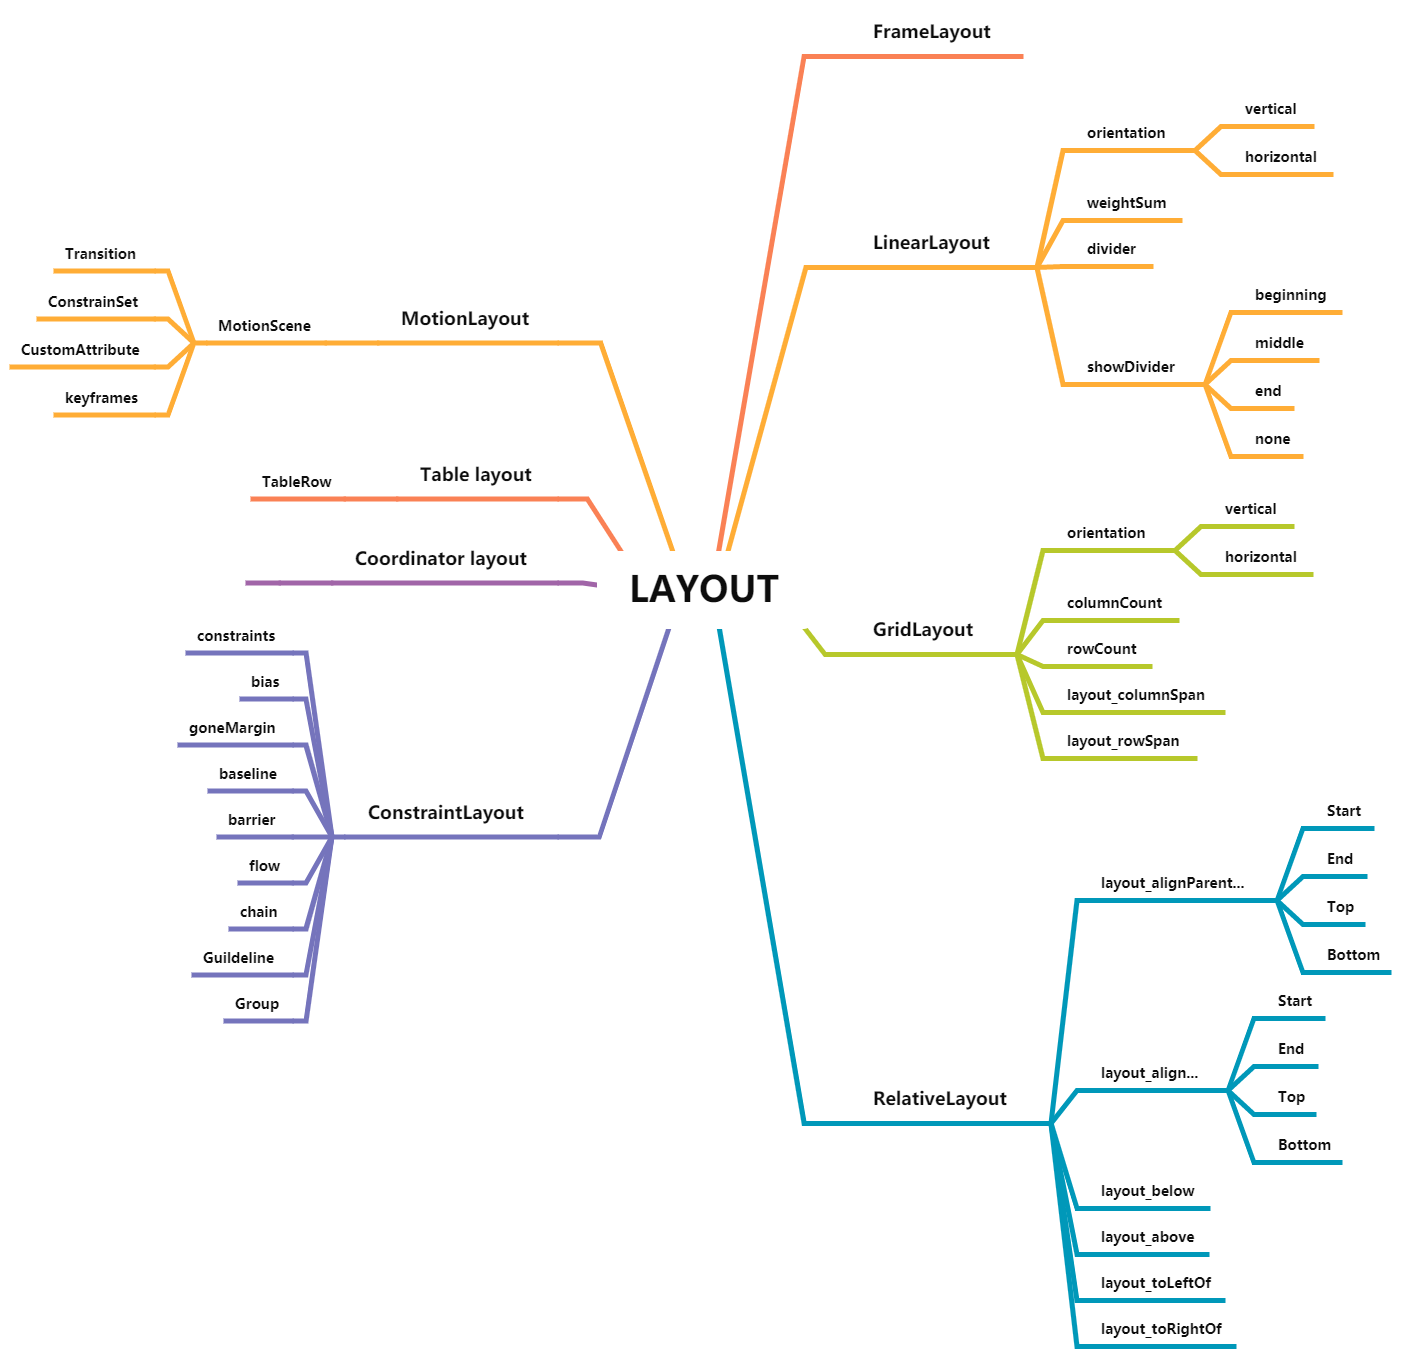 LAYOUT
FrameLayout
LinearLayout
orientation
vertical
horizontal
weightSum
divider
showDivider
beginning
middle
end
none
GridLayout
orientation
vertical
horizontal
columnCount
rowCount
layout_columnSpan
layout_rowSpan
RelativeLayout
layout_alignParent...
Start
End
Top
Bottom
layout_align...
Start
End
Top
Bottom
layout_below
layout_above
layout_toLeftOf
layout_toRightOf
MotionLayout
MotionScene
Transition
ConstrainSet
CustomAttribute
keyframes
Table layout
TableRow
Coordinator layout
ConstraintLayout
constraints
bias
goneMargin
baseline
barrier
flow
chain
Guildeline
Group